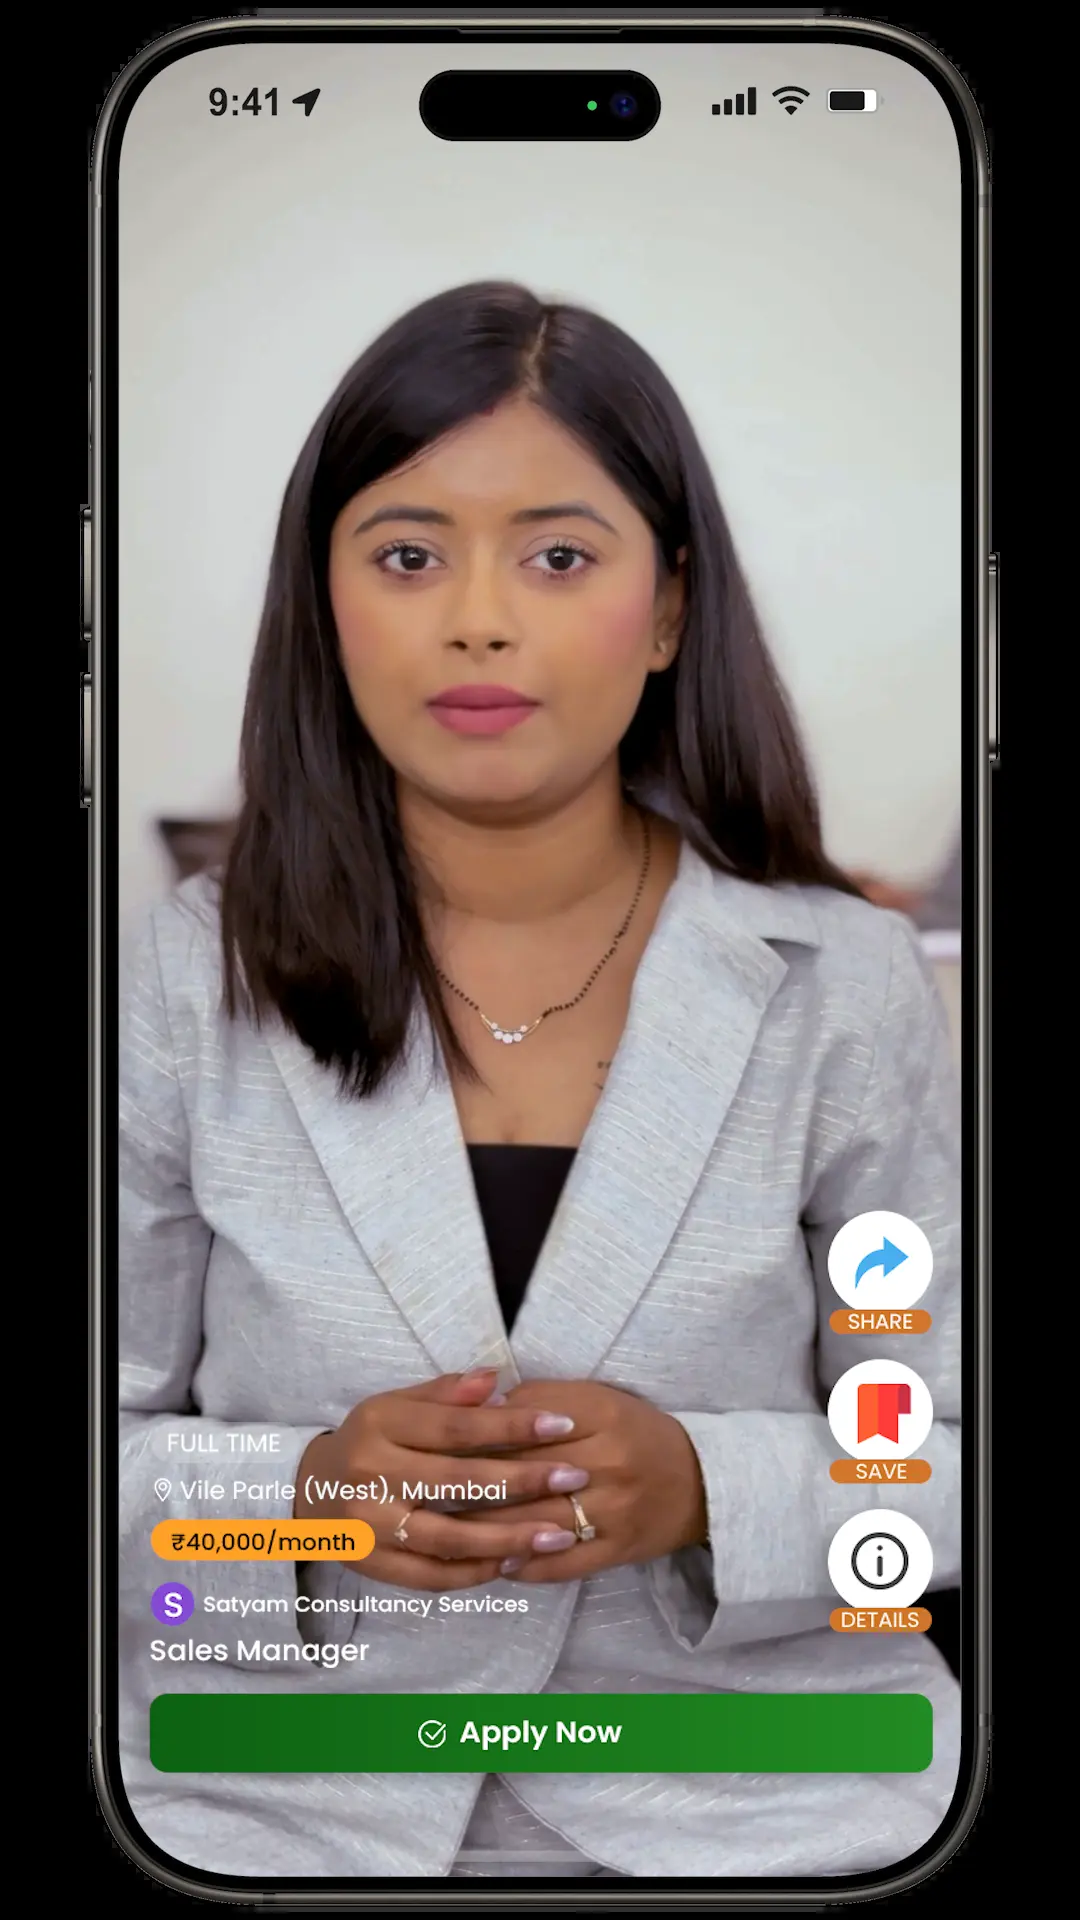 9:41
SHARE
SAVE
DETAILS
FULL TIME
Vile Parle (West), Mumbai
₹40,000/month
S Satyam Consultancy Services
Sales Manager
Apply Now